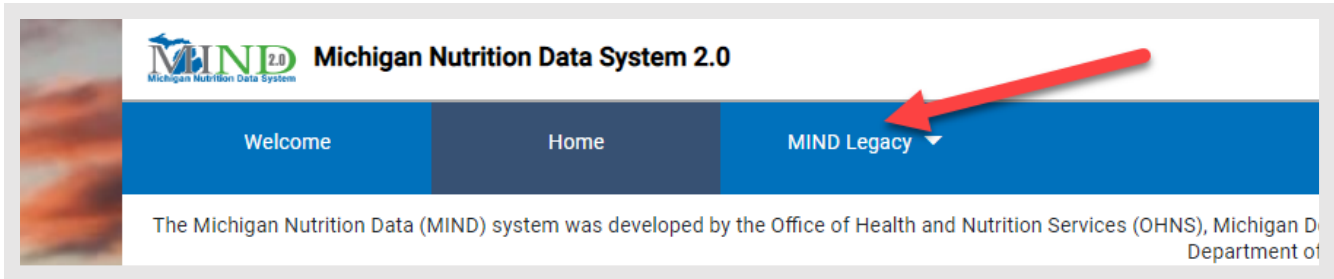 MIND 2.0
Michigan Nutrition Data System
Michigan Nutrition Data System 2.0
Welcome
Home
MIND Legacy
The Michigan Nutrition Data (MIND) system was developed by the Office of Health and Nutrition Services (OHNS), Michigan D
Department of